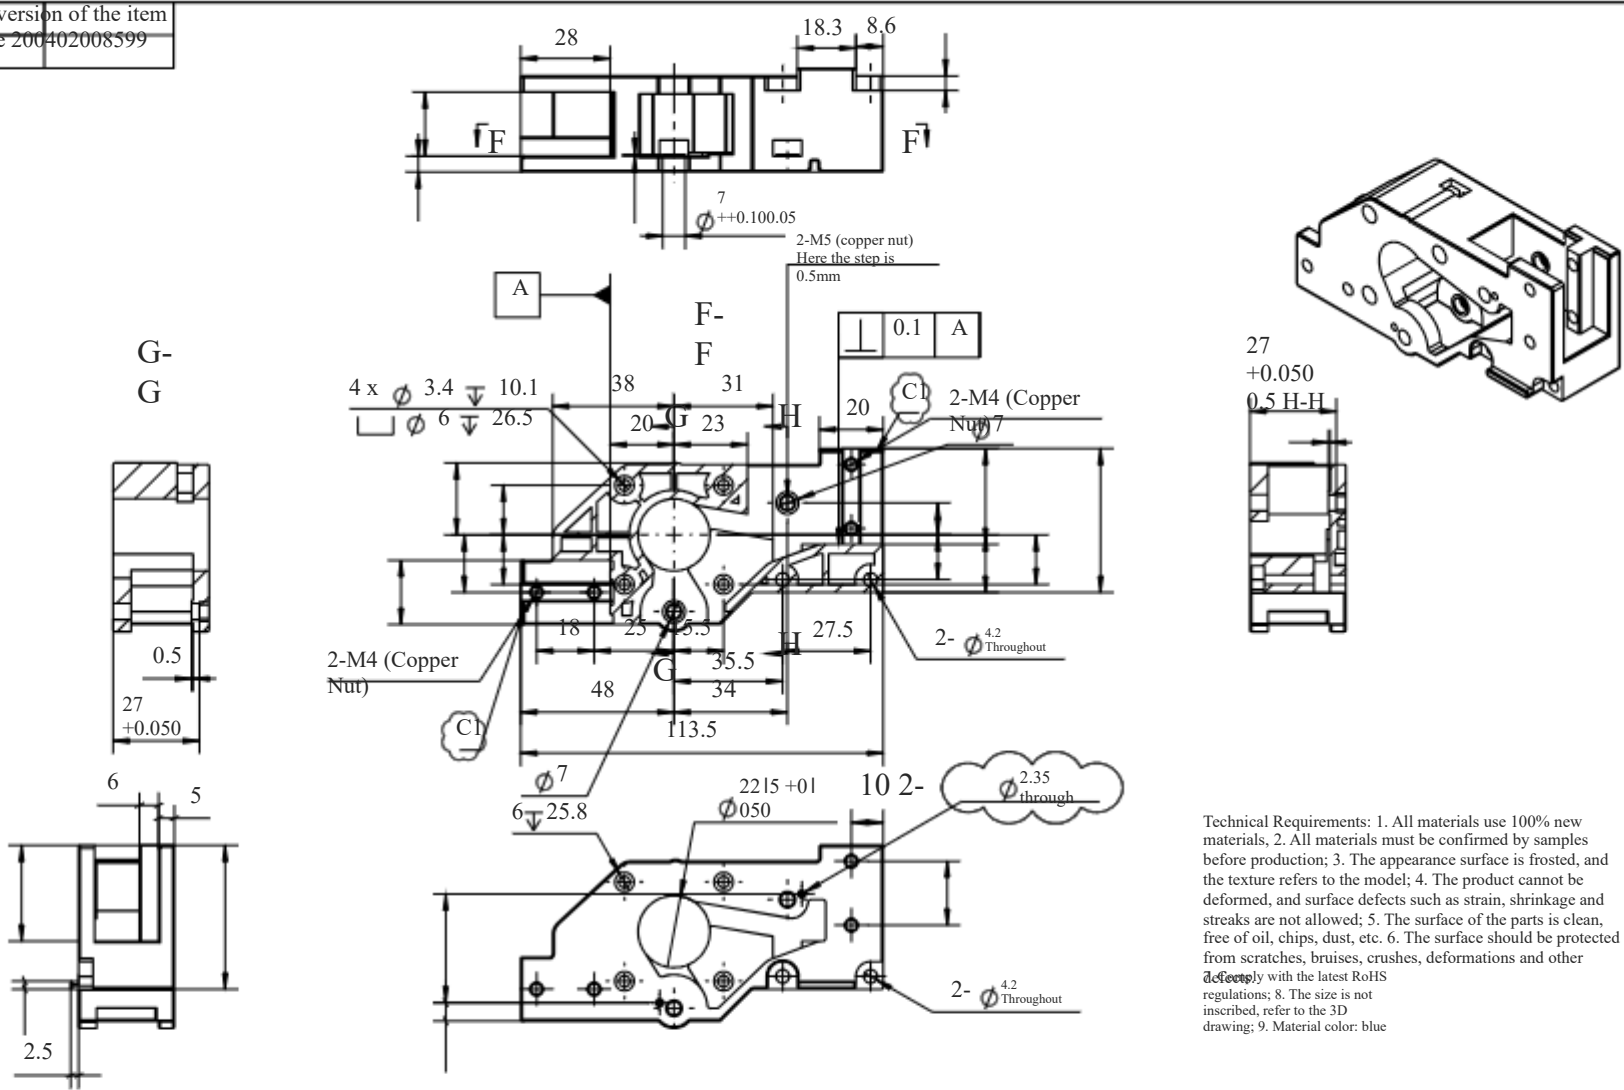 version of the item
e 200402008599
28
18.3
8.6
F
F
7
⌀ ++0.100.05
2-M5 (copper nut)
Here the step is
0.5mm
A
F-
F
0.1 A
G-
G
27
+0.050
0.5 H-H
4 x ⌀ 3.4 ↧ 10.1
⌴ ⌀ 6 ↧ 26.5
38
31
20
G
23
H
20
C1
2-M4 (Copper
Nut) ⌀7
18
25
15.5
H
27.5
2- ⌀ 4.2
Throughout
0.5
2-M4 (Copper
Nut)
G
35.5
48
34
27
+0.050
C1
113.5
6
5
⌀ 7
6 ↧ 25.8
22|5 +0|
⌀ 050
10 2-
⌀ 2.35
through
Technical Requirements: 1. All materials use 100% new
materials, 2. All materials must be confirmed by samples
before production; 3. The appearance surface is frosted, and
the texture refers to the model; 4. The product cannot be
deformed, and surface defects such as strain, shrinkage and
streaks are not allowed; 5. The surface of the parts is clean,
free of oil, chips, dust, etc. 6. The surface should be protected
from scratches, bruises, crushes, deformations and other
defects;
7. Comply with the latest RoHS
regulations; 8. The size is not
inscribed, refer to the 3D
drawing; 9. Material color: blue
2- ⌀ 4.2
Throughout
2.5